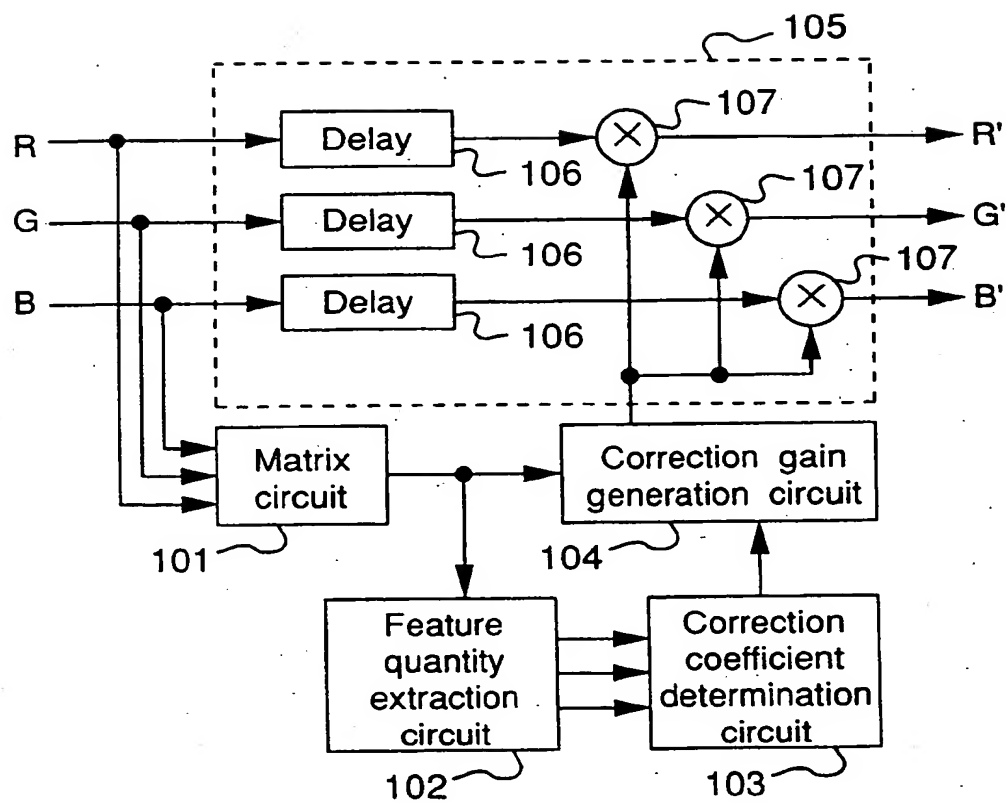 105
107
R
Delay
R'
106
107
G
Delay
G'
106
107
B
Delay
B'
106
Matrix
circuit
Correction gain
generation circuit
101
104
Feature
quantity
extraction
circuit
Correction
coefficient
determination
circuit
102
103